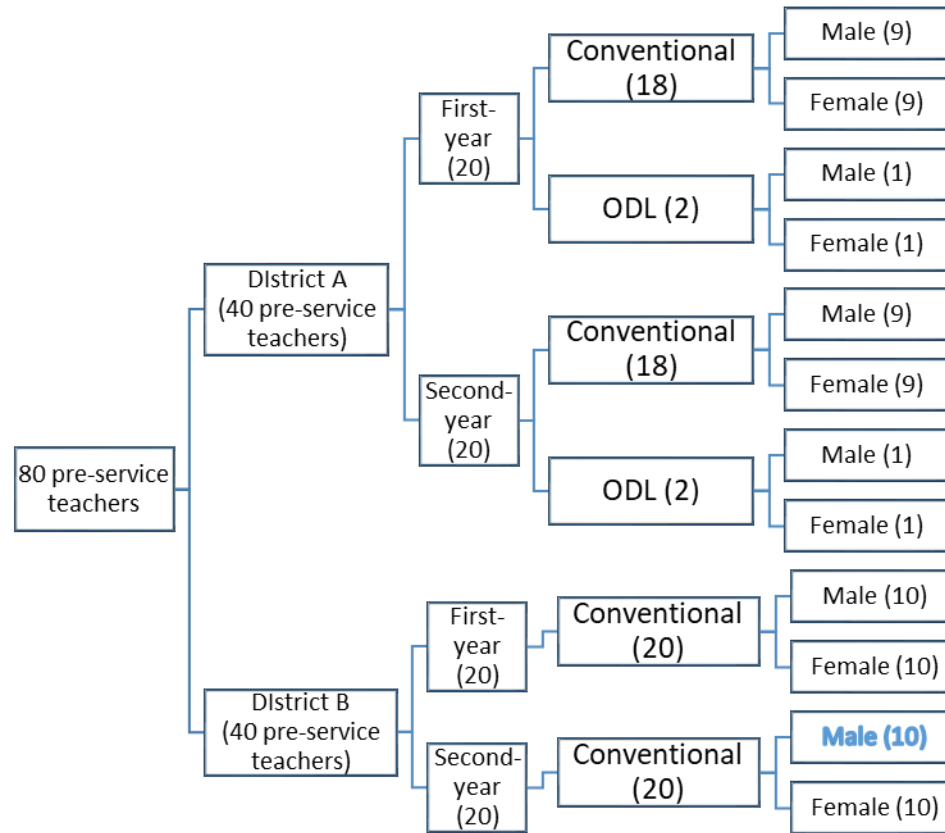 80 pre-service
teachers
DIstrict A
(40 pre-service
teachers)
First-
year
(20)
Conventional
(18)
Male (9)
Female (9)
ODL (2)
Male (1)
Female (1)
Second-
year
(20)
Conventional
(18)
Male (9)
Female (9)
ODL (2)
Male (1)
Female (1)
DIstrict B
(40 pre-service
teachers)
First-
year
(20)
Conventional
(20)
Male (10)
Female (10)
Second-
year
(20)
Conventional
(20)
Male (10)
Female (10)